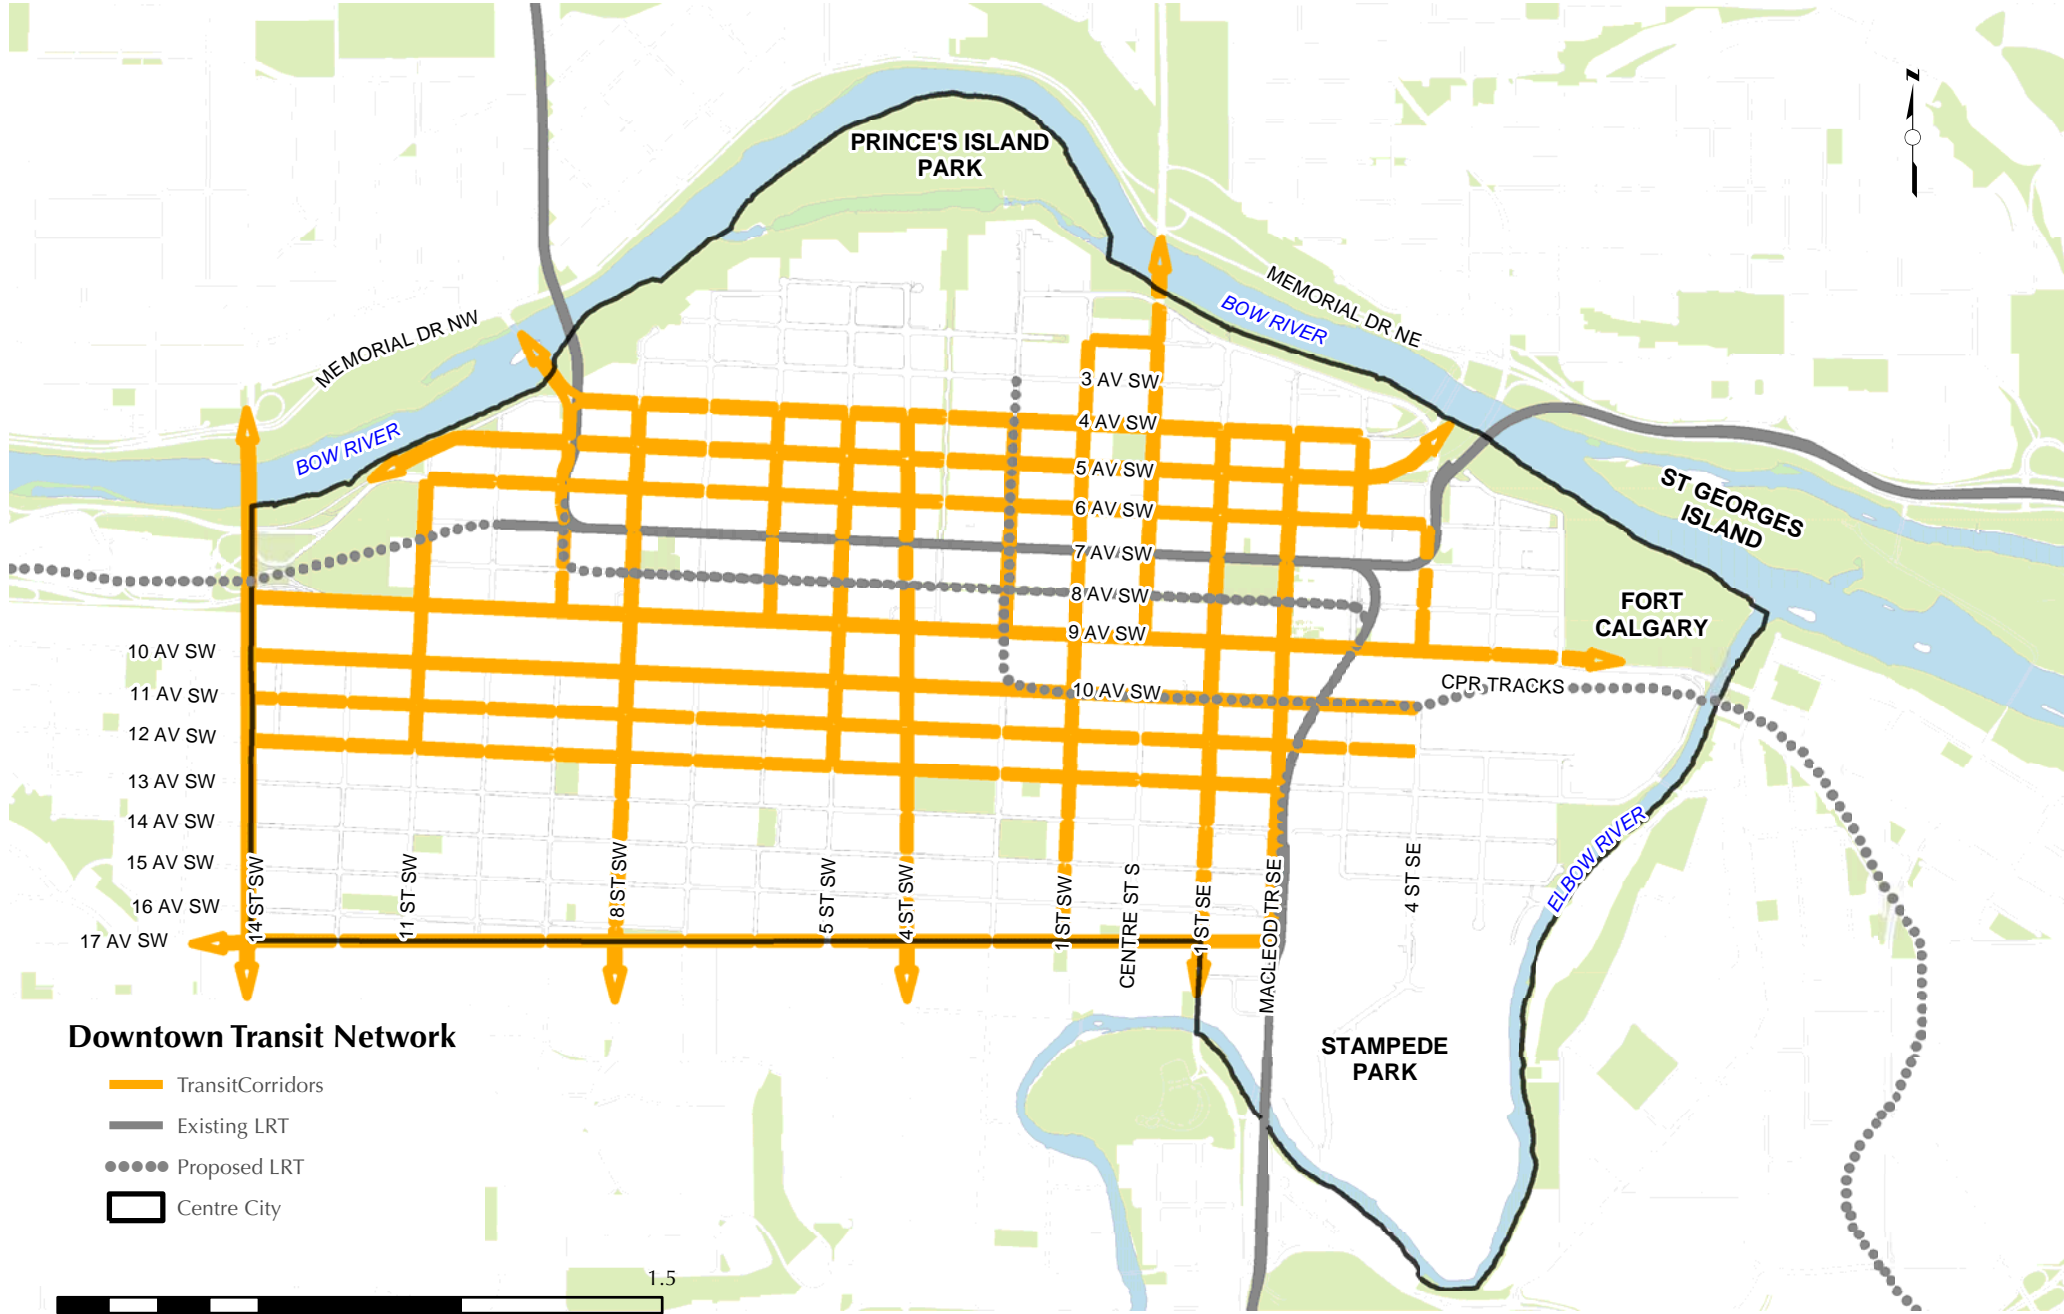 N
PRINCE'S ISLAND
PARK
MEMORIAL DR NW
MEMORIAL DR NE
BOW RIVER
BOW RIVER
3 AV SW
4 AV SW
5 AV SW
6 AV SW
7 AV SW
8 AV SW
9 AV SW
10 AV SW
ST GEORGES
ISLAND
FORT
CALGARY
CPR TRACKS
10 AV SW
11 AV SW
12 AV SW
13 AV SW
14 AV SW
15 AV SW
16 AV SW
17 AV SW
14 ST SW
11 ST SW
8 ST SW
5 ST SW
4 ST SW
1 ST SW
CENTRE ST S
1 ST SE
MACLEOD TR SE
4 ST SE
ELBOW RIVER
STAMPEDE
PARK
Downtown Transit Network
TransitCorridors
Existing LRT
Proposed LRT
Centre City
1.5